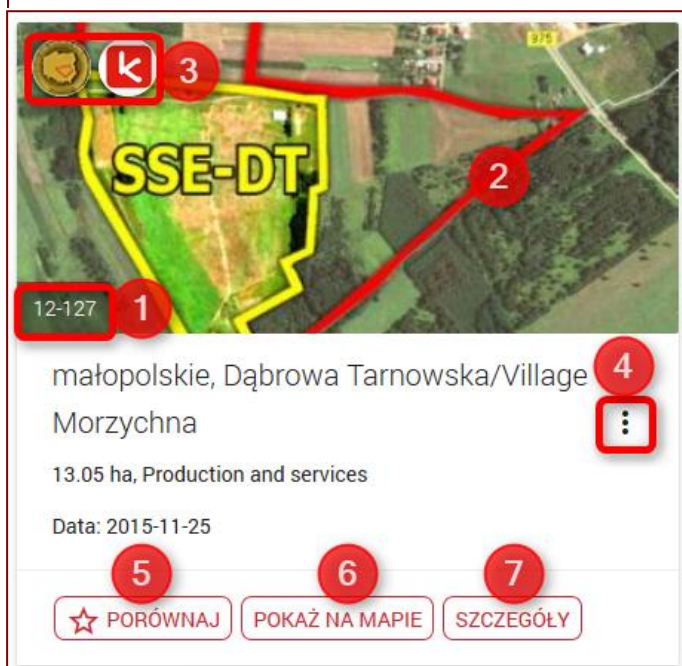 3
975
SSE-DT
2
12-127
1
małopolskie, Dąbrowa Tarnowska/Village
4
Morzychna
13.05 ha, Production and services
Data: 2015-11-25
5
6
7
PORÓWNAJ
POKAŻ NA MAPIE
SZCZEGÓŁY